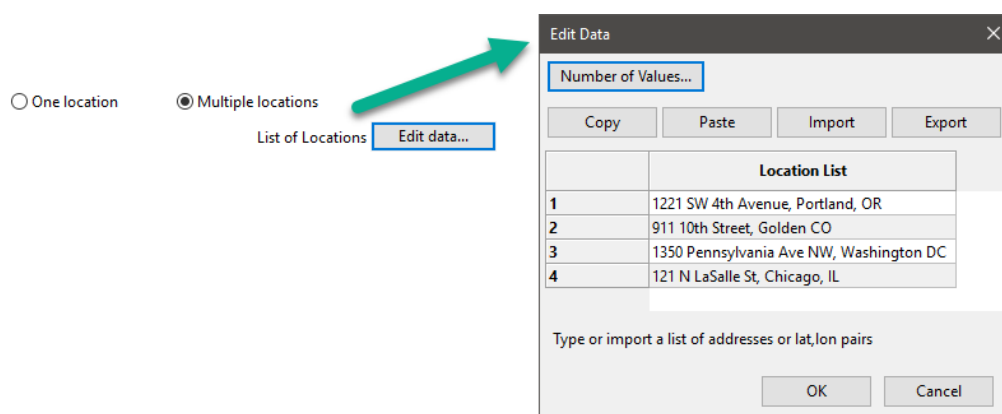 One location
Multiple locations
List of Locations
Edit data...
Edit Data
Number of Values...
Copy
Paste
Import
Export
Location List
1
1221 SW 4th Avenue, Portland, OR
2
911 10th Street, Golden CO
3
1350 Pennsylvania Ave NW, Washington DC
4
121 N LaSalle St, Chicago, IL
Type or import a list of addresses or lat,lon pairs
OK
Cancel